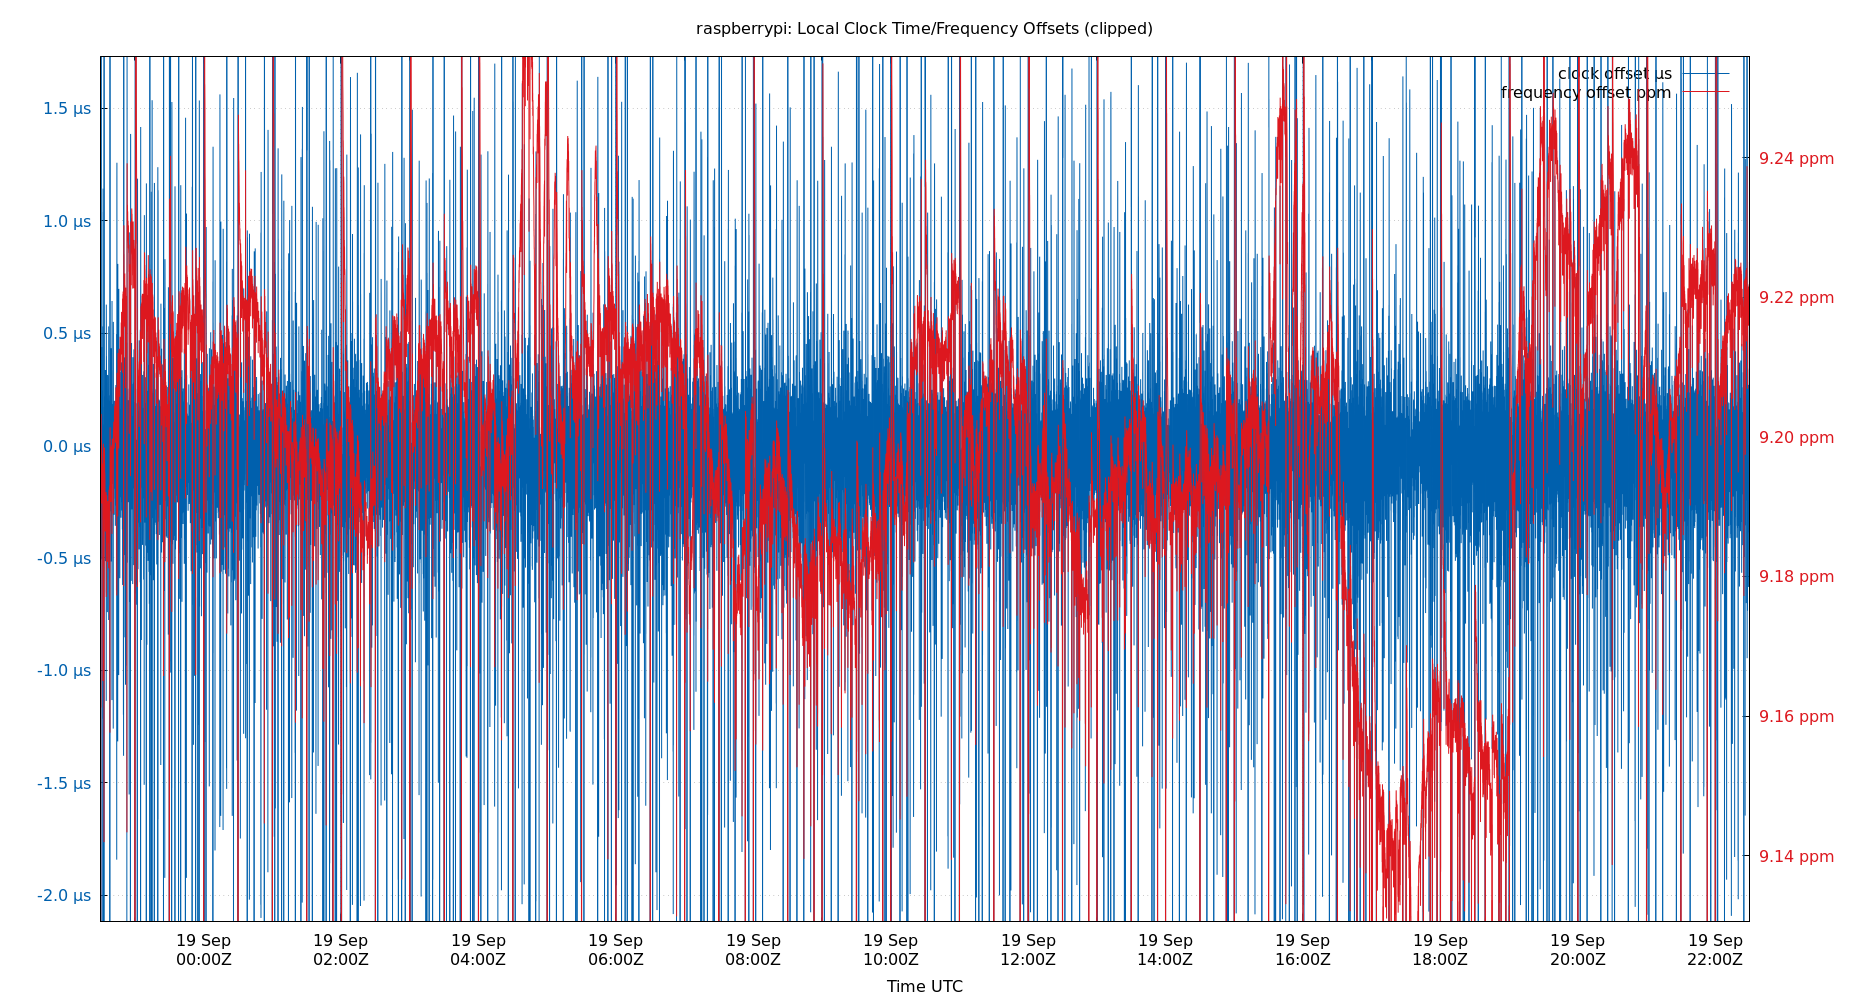 raspberrypi: Local Clock Time/Frequency Offsets (clipped)
clock offset µs
frequency offset ppm
1.5 µs
1.0 µs
0.5 µs
0.0 µs
-0.5 µs
-1.0 µs
-1.5 µs
-2.0 µs
9.24 ppm
9.22 ppm
9.20 ppm
9.18 ppm
9.16 ppm
9.14 ppm
19 Sep 19 Sep 19 Sep 19 Sep 19 Sep 19 Sep 19 Sep 19 Sep 19 Sep 19 Sep 19 Sep 19 Sep
00:00Z 02:00Z 04:00Z 06:00Z 08:00Z 10:00Z 12:00Z 14:00Z 16:00Z 18:00Z 20:00Z 22:00Z
Time UTC